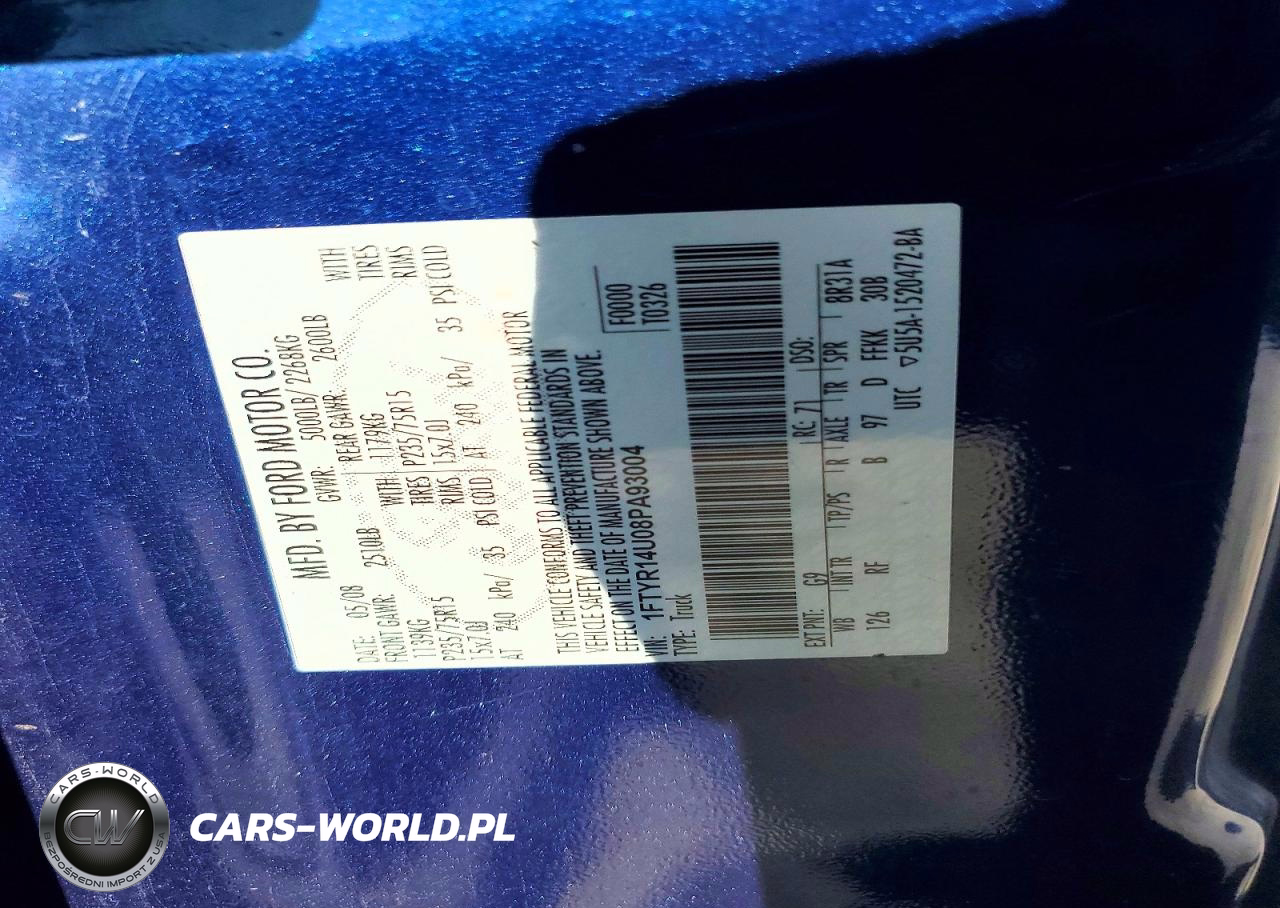 MFD. BY FORD MOTOR CO.
DATE: 05/08 GVWR: 5000LB/2268KG
FRONT GAWR: 2510LB REAR GAWR: 2600LB
1139KG WITH 1179KG WITH
P235/75R15 TIRES P235/75R15 TIRES
15x7.0J RIMS 15x7.0J RIMS
AT 240 kPa/ 35 PSI COLD AT 240 kPa/ 35 PSI COLD
THIS VEHICLE CONFORMS TO ALL APPLICABLE FEDERAL MOTOR
VEHICLE SAFETY AND THEFT PREVENTION STANDARDS IN
EFFECT ON THE DATE OF MANUFACTURE SHOWN ABOVE.
VIN: 1FTYR14U08PA93004 F0000
TYPE: Truck T0326
EXT PNT: G9 RC: 71 DSO:
WB INT TR TP/PS R AXLE TR SPR 8R31A
126 RF B 97 D FFKK 30B
UTC ▽5U5A-1520472-BA
CARS-WORLD
CW
BEZPOŚREDNI IMPORT Z USA
CARS-WORLD.PL